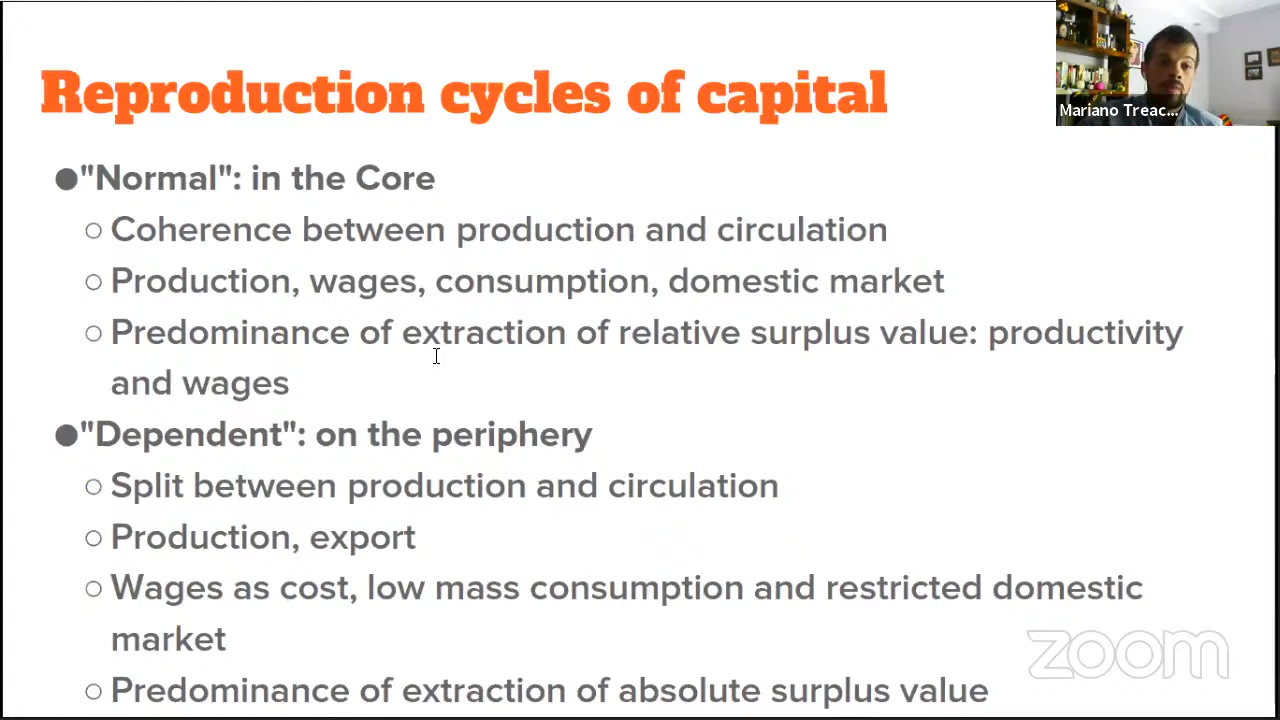 Reproduction cycles of capital
Mariano Treac...
●"Normal": in the Core
○ Coherence between production and circulation
○ Production, wages, consumption, domestic market
○ Predominance of extraction of relative surplus value: productivity
and wages
●"Dependent": on the periphery
○ Split between production and circulation
○ Production, export
○ Wages as cost, low mass consumption and restricted domestic
market
○ Predominance of extraction of absolute surplus value
zoom